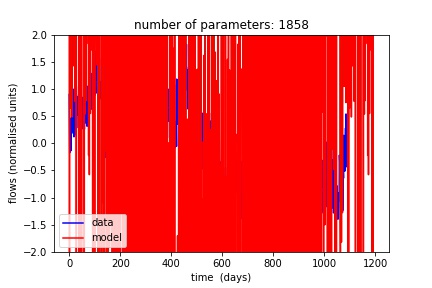 number of parameters: 1858
2.0
1.5
1.0
0.5
0.0
−0.5
−1.0
−1.5
−2.0
flows (normalised units)
data
model
0 200 400 600 800 1000 1200
time (days)